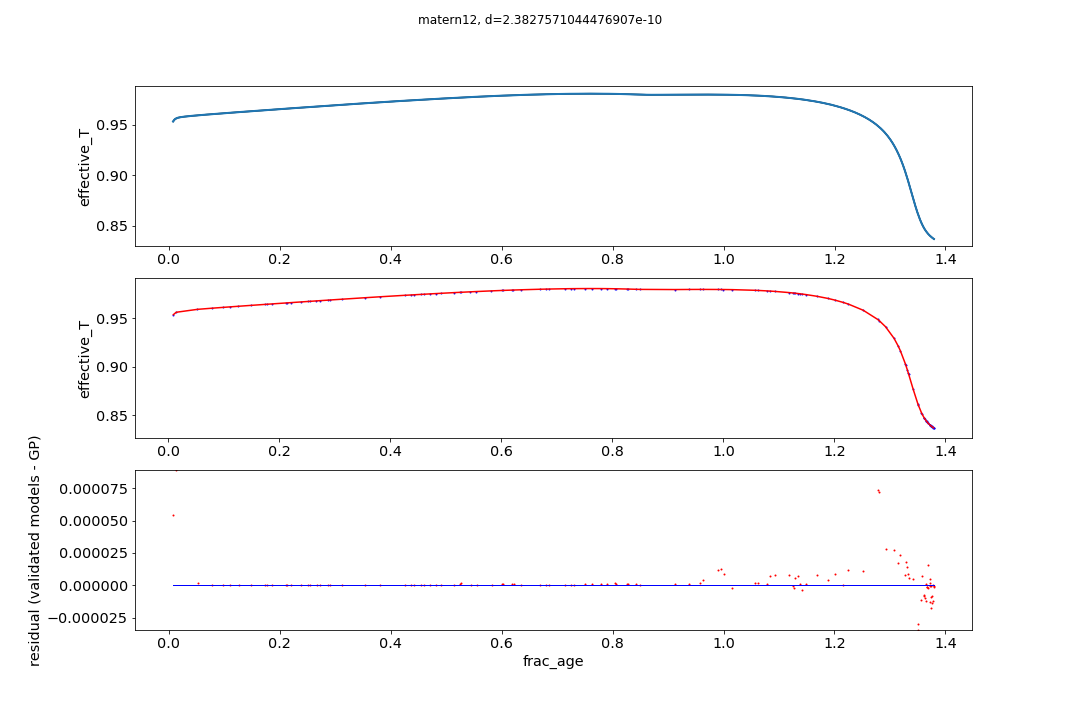 matern12, d=2.3827571044476907e-10
effective_T
0.95
0.90
0.85
0.0 0.2 0.4 0.6 0.8 1.0 1.2 1.4
effective_T
0.95
0.90
0.85
0.0 0.2 0.4 0.6 0.8 1.0 1.2 1.4
residual (validated models - GP)
0.000075
0.000050
0.000025
0.000000
−0.000025
0.0 0.2 0.4 0.6 0.8 1.0 1.2 1.4
frac_age